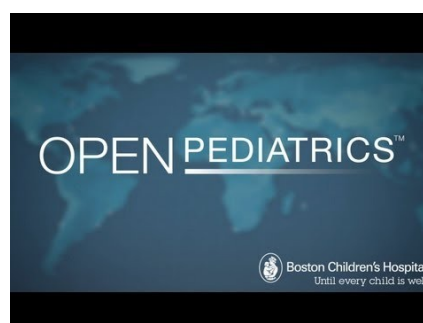 OPEN PEDIATRICS™
Boston Children's Hospita
Until every child is wel